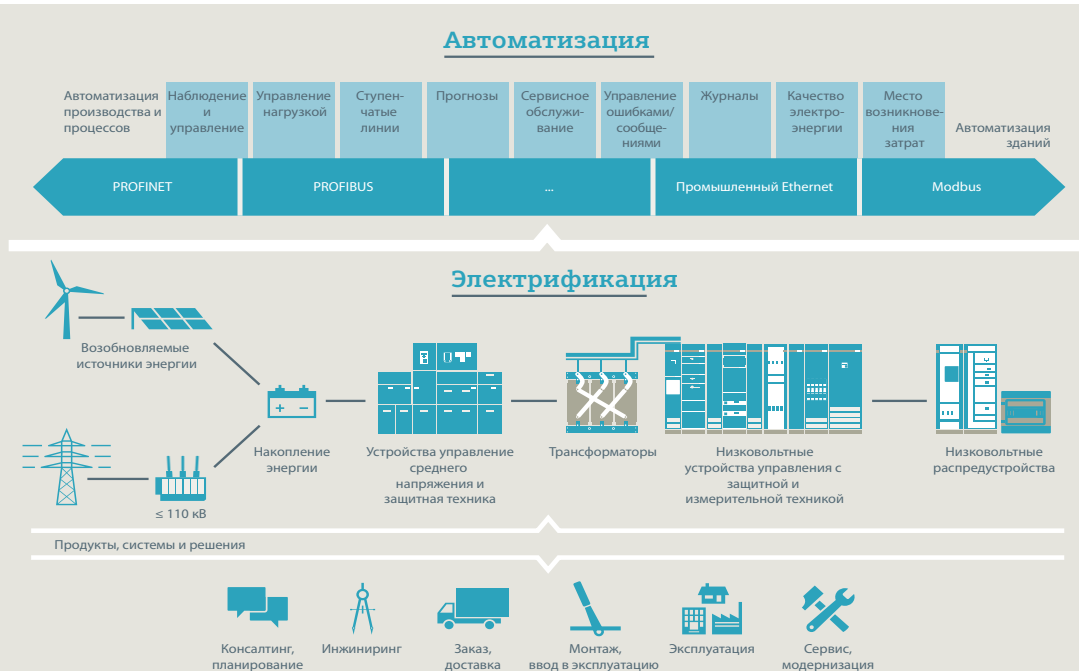 Автоматизация
Автоматизация
производства и
процессов
Наблюдение
и
управление
Управление
нагрузкой
Ступен-
чатые
линии
Прогнозы
Сервисное
обслужи-
вание
Управление
ошибками/
сообще-
ниями
Журналы
Качество
электро-
энергии
Место
возникнове-
ния
затрат
Автоматизация
зданий
PROFINET
PROFIBUS
...
Промышленный Ethernet
Modbus
Электрификация
Возобновляемые
источники энергии
≤ 110 кВ
Накопление
энергии
Устройства управление
среднего
напряжения и
защитная техника
Трансформаторы
Низковольтные
устройства управления с
защитной и
измерительной техникой
Низковольтные
распредустройства
Продукты, системы и решения
Консалтинг,
планирование
Инжиниринг
Заказ,
доставка
Монтаж,
ввод в эксплуатацию
Эксплуатация
Сервис,
модернизация